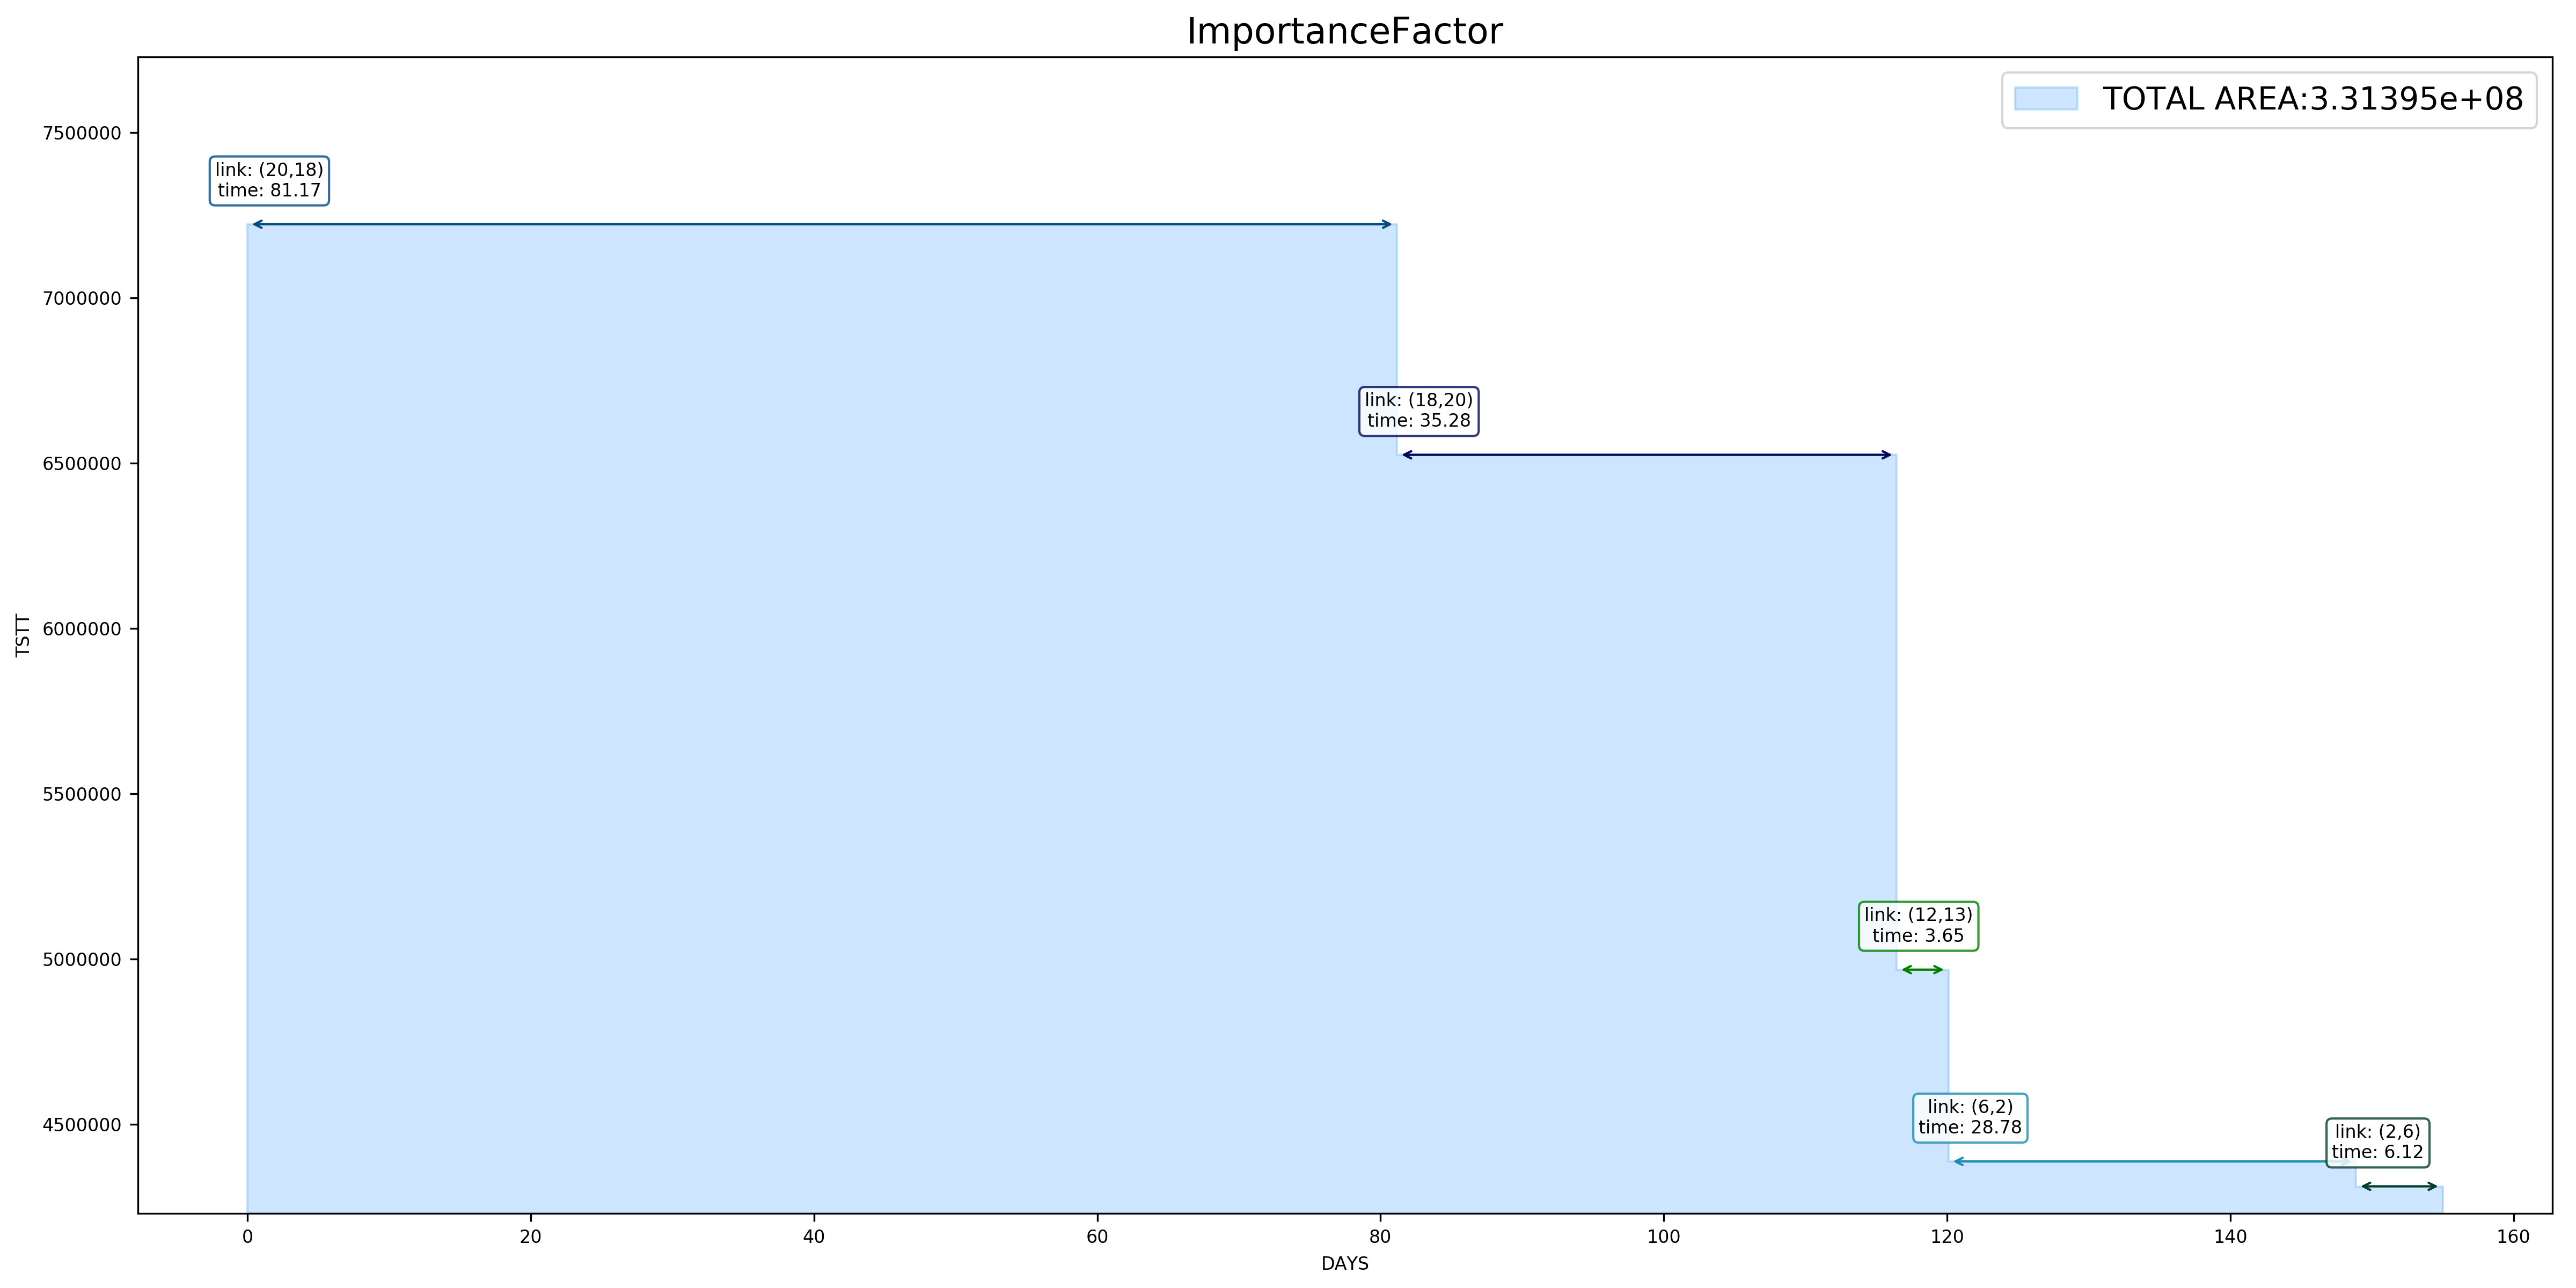 ImportanceFactor
TOTAL AREA:3.31395e+08
7500000
link: (20,18)
time: 81.17
7000000
link: (18,20)
time: 35.28
6500000
6000000
TSTT
5500000
link: (12,13)
time: 3.65
5000000
link: (6,2)
time: 28.78
4500000
link: (2,6)
time: 6.12
0 20 40 60 80 100 120 140 160
DAYS